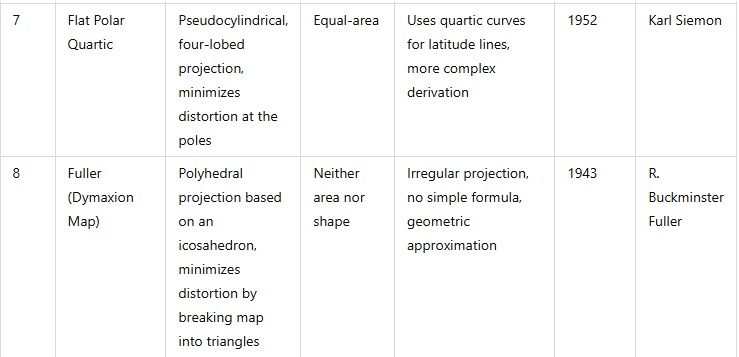 7
Flat Polar
Quartic
Pseudocylindrical,
four-lobed
projection,
minimizes
distortion at the
poles
Equal-area
Uses quartic curves
for latitude lines,
more complex
derivation
1952
Karl Siemon
8
Fuller
(Dymaxion
Map)
Polyhedral
projection based
on an
icosahedron,
minimizes
distortion by
breaking map
into triangles
Neither
area nor
shape
Irregular projection,
no simple formula,
geometric
approximation
1943
R.
Buckminster
Fuller